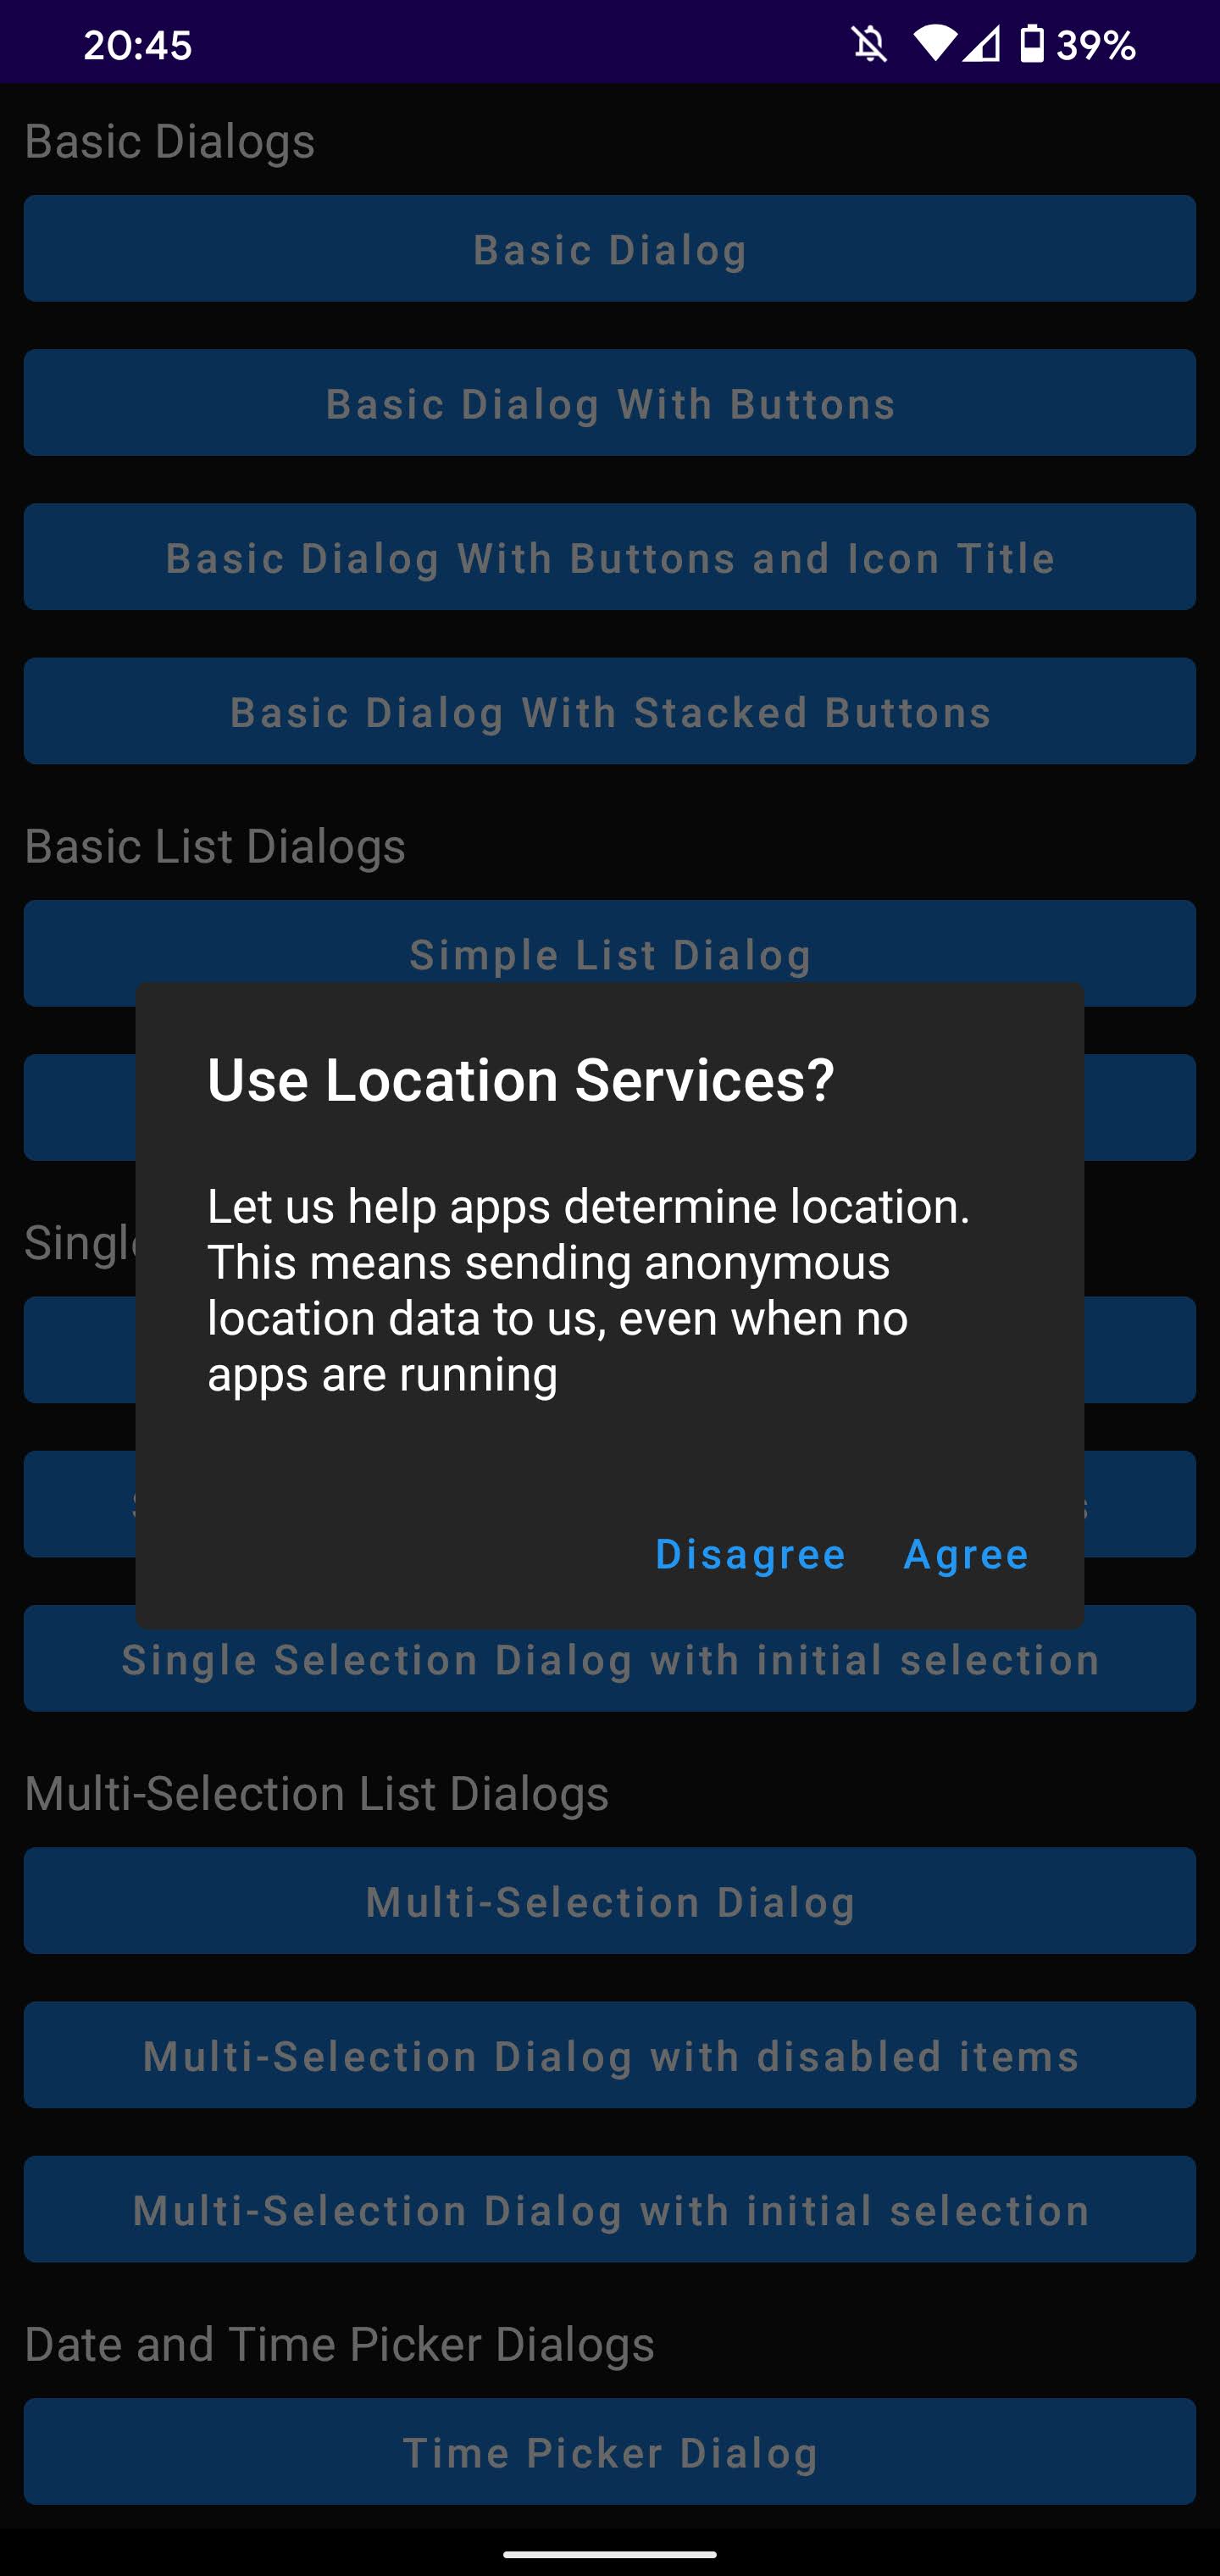 20:45 39%
Basic Dialogs
Basic Dialog
Basic Dialog With Buttons
Basic Dialog With Buttons and Icon Title
Basic Dialog With Stacked Buttons
Basic List Dialogs
Simple List Dialog
Use Location Services?
Let us help apps determine location.
This means sending anonymous
location data to us, even when no
apps are running
Disagree Agree
Single Selection Dialog with initial selection
Multi-Selection List Dialogs
Multi-Selection Dialog
Multi-Selection Dialog with disabled items
Multi-Selection Dialog with initial selection
Date and Time Picker Dialogs
Time Picker Dialog